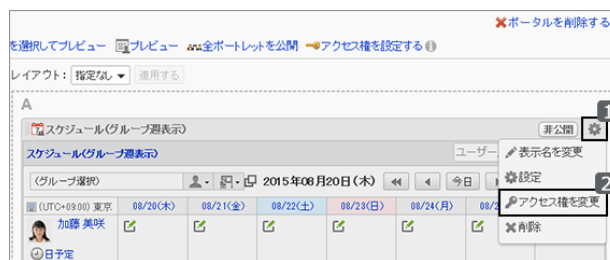 ポータルを削除する
を選択してプレビュー プレビュー 全ポートレットを公開 アクセス権を設定する
レイアウト: 指定なし 適用する
A
スケジュール(グループ週表示) 非公開 1
スケジュール(グループ週表示) ユーザー
表示名を変更
(グループ選択) 2015年08月20日(木) 今日
設定 2
(UTC+09:00) 東京 08/20(木) 08/21(金) 08/22(土) 08/23(日) 08/24(月) 08/2
アクセス権を変更
加藤 美咲
削除
日予定